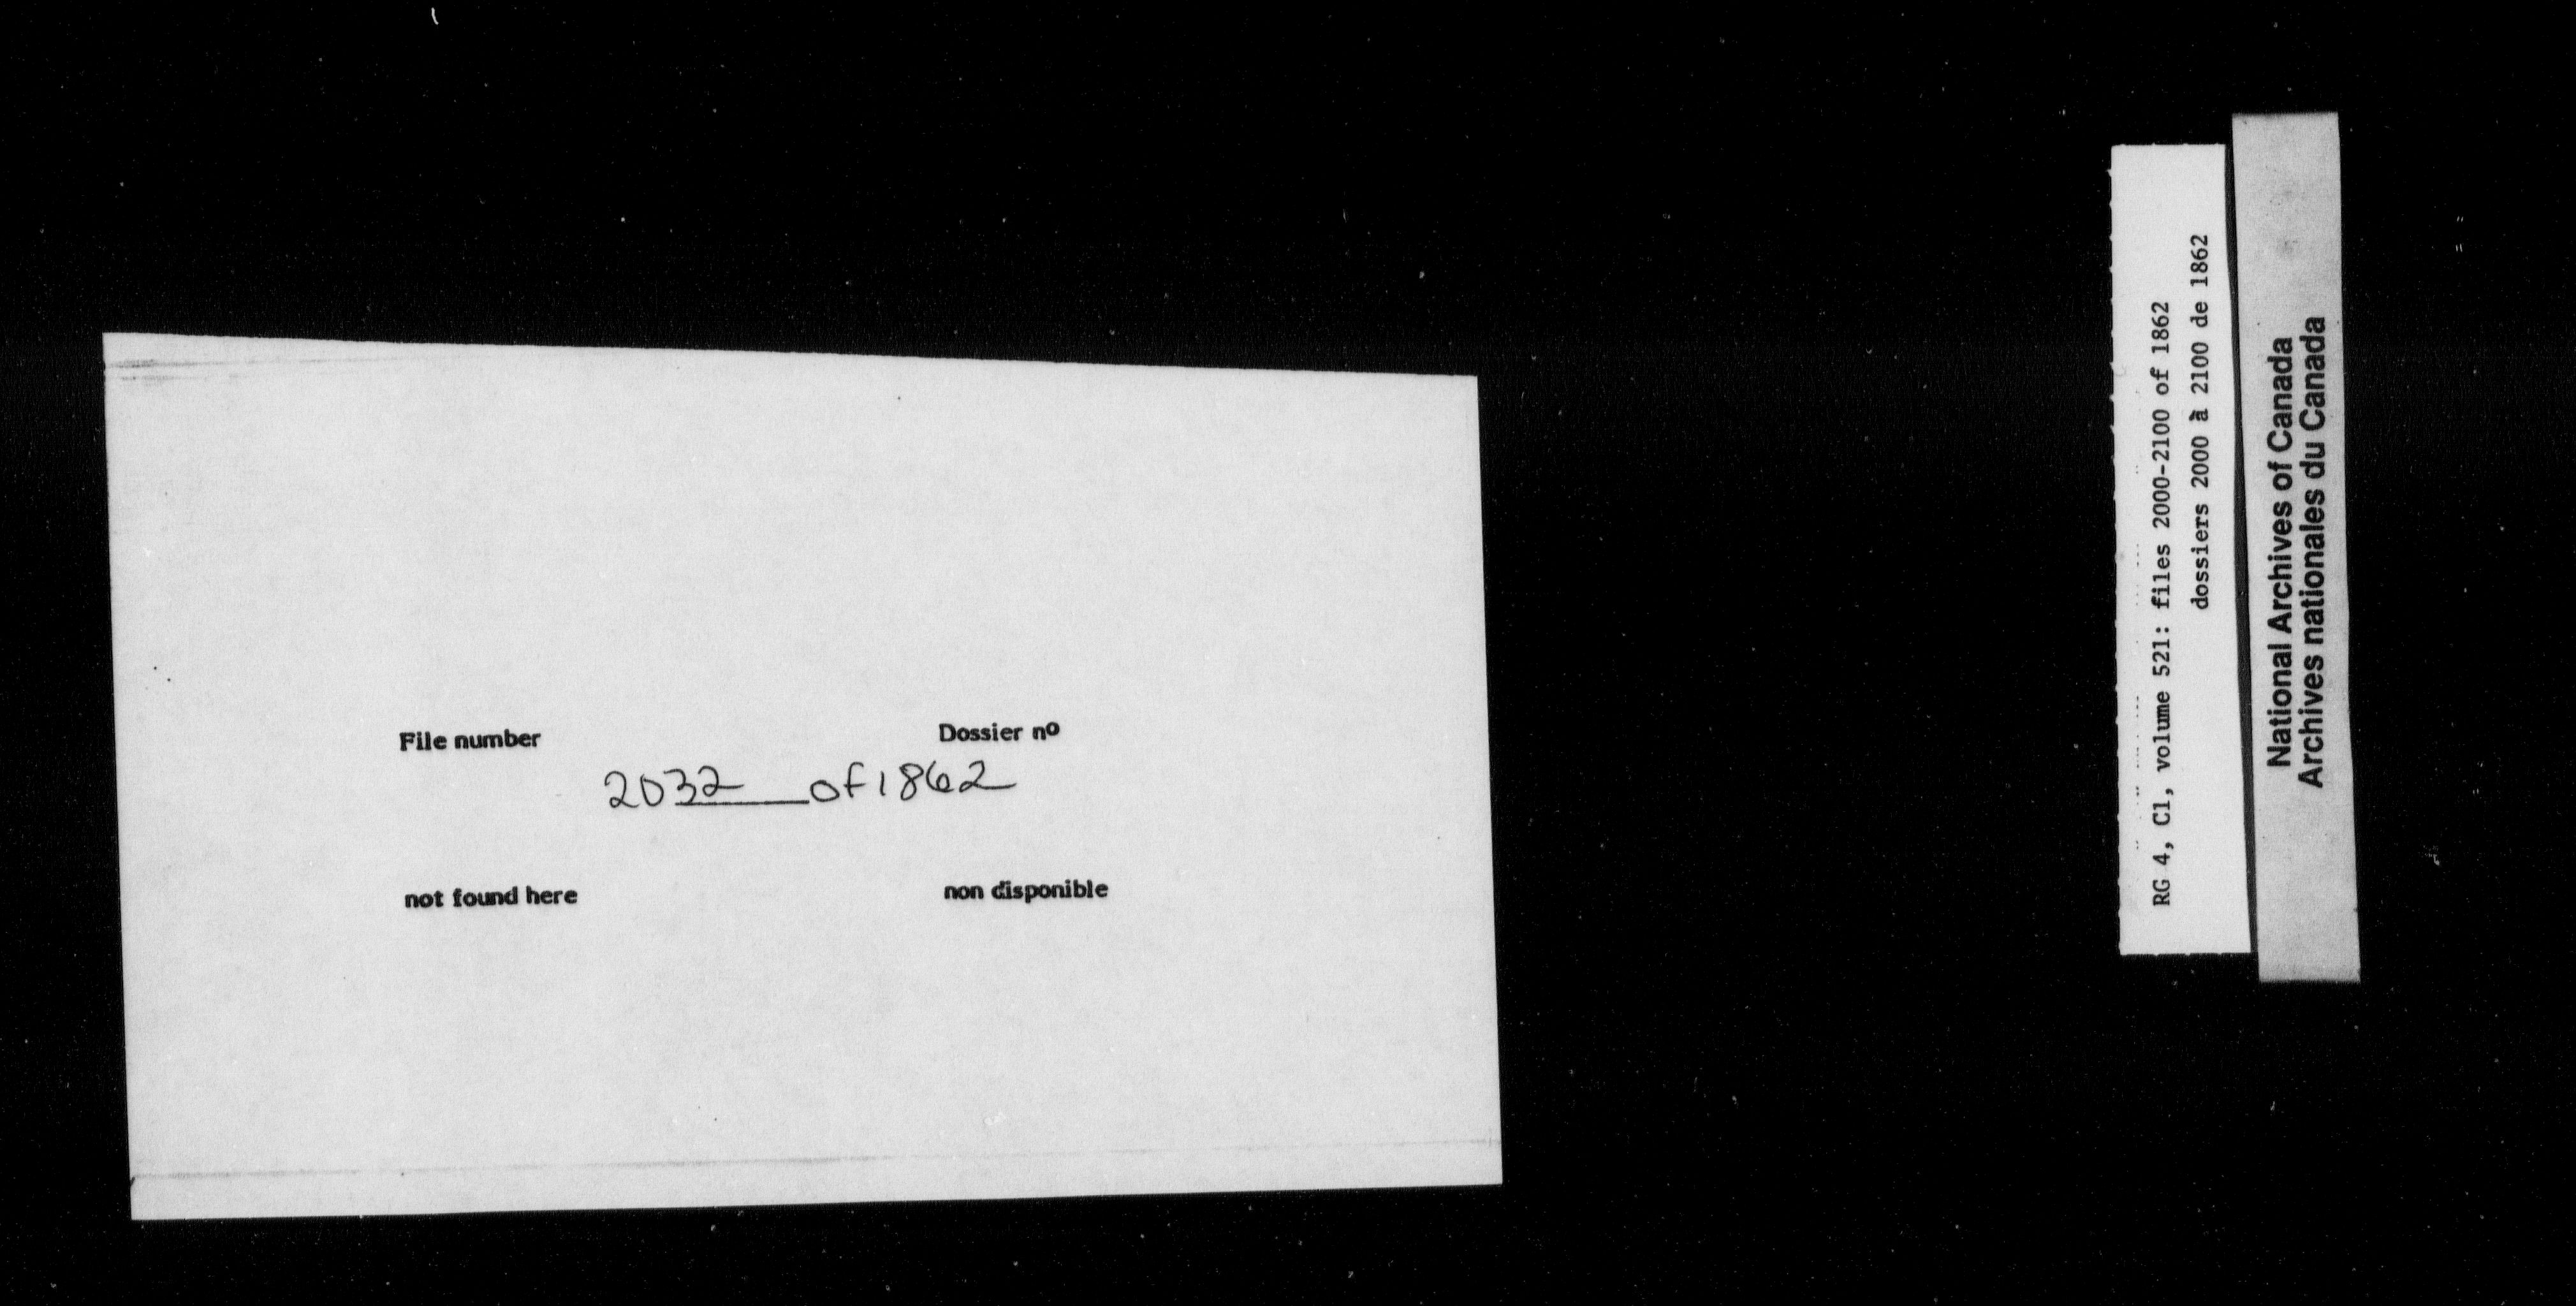 File number Dossier nº
2032 of 1862
not found here non disponible
RG 4, C1, volume 521: files 2000-2100 of 1862
dossiers 2000 à 2100 de 1862
National Archives of Canada
Archives nationales du Canada